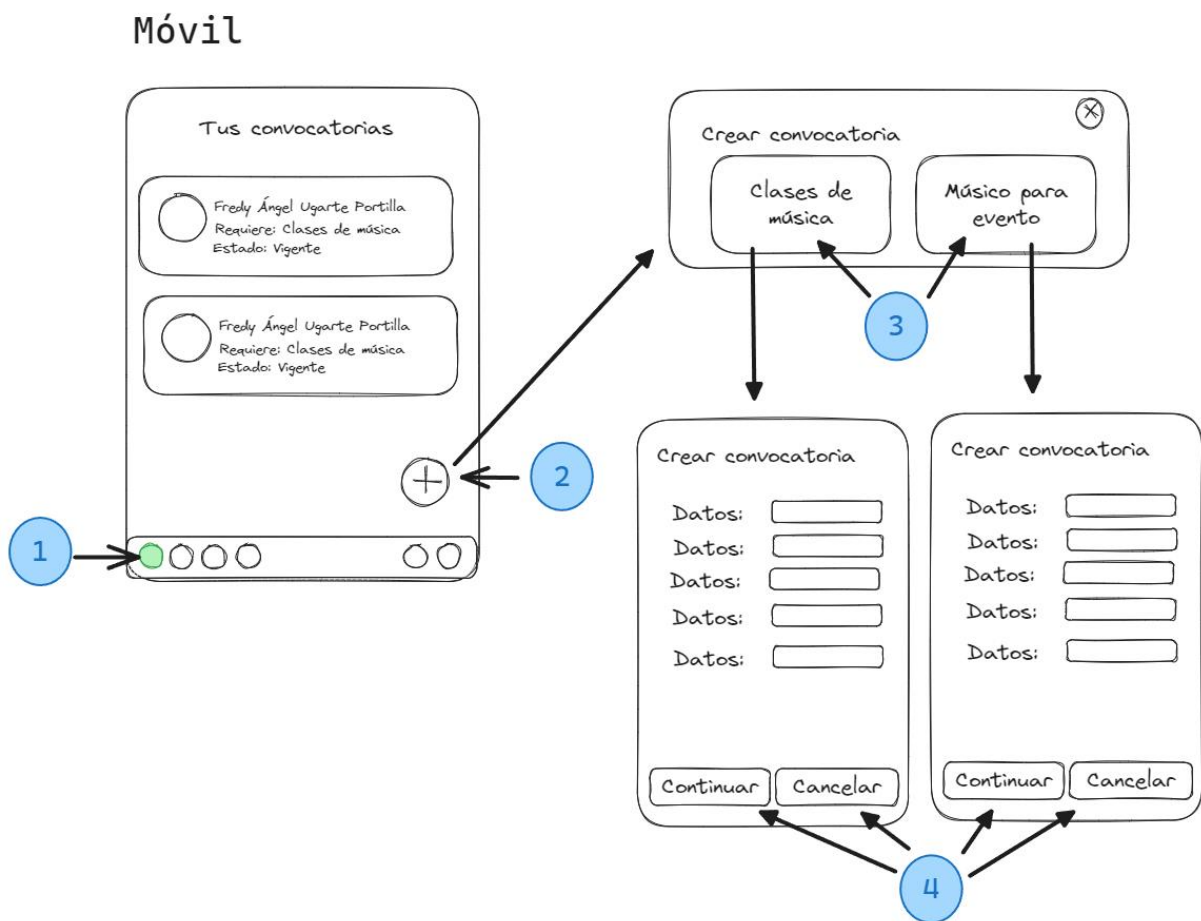 Móvil
Tus convocatorias
Fredy Ángel Ugarte Portilla
Requiere: Clases de música
Estado: Vigente
Fredy Ángel Ugarte Portilla
Requiere: Clases de música
Estado: Vigente
2
1
Crear convocatoria
Clases de
música
Músico para
evento
3
Crear convocatoria
Datos:
Datos:
Datos:
Datos:
Datos:
Continuar
Cancelar
Crear convocatoria
Datos:
Datos:
Datos:
Datos:
Datos:
Continuar
Cancelar
4